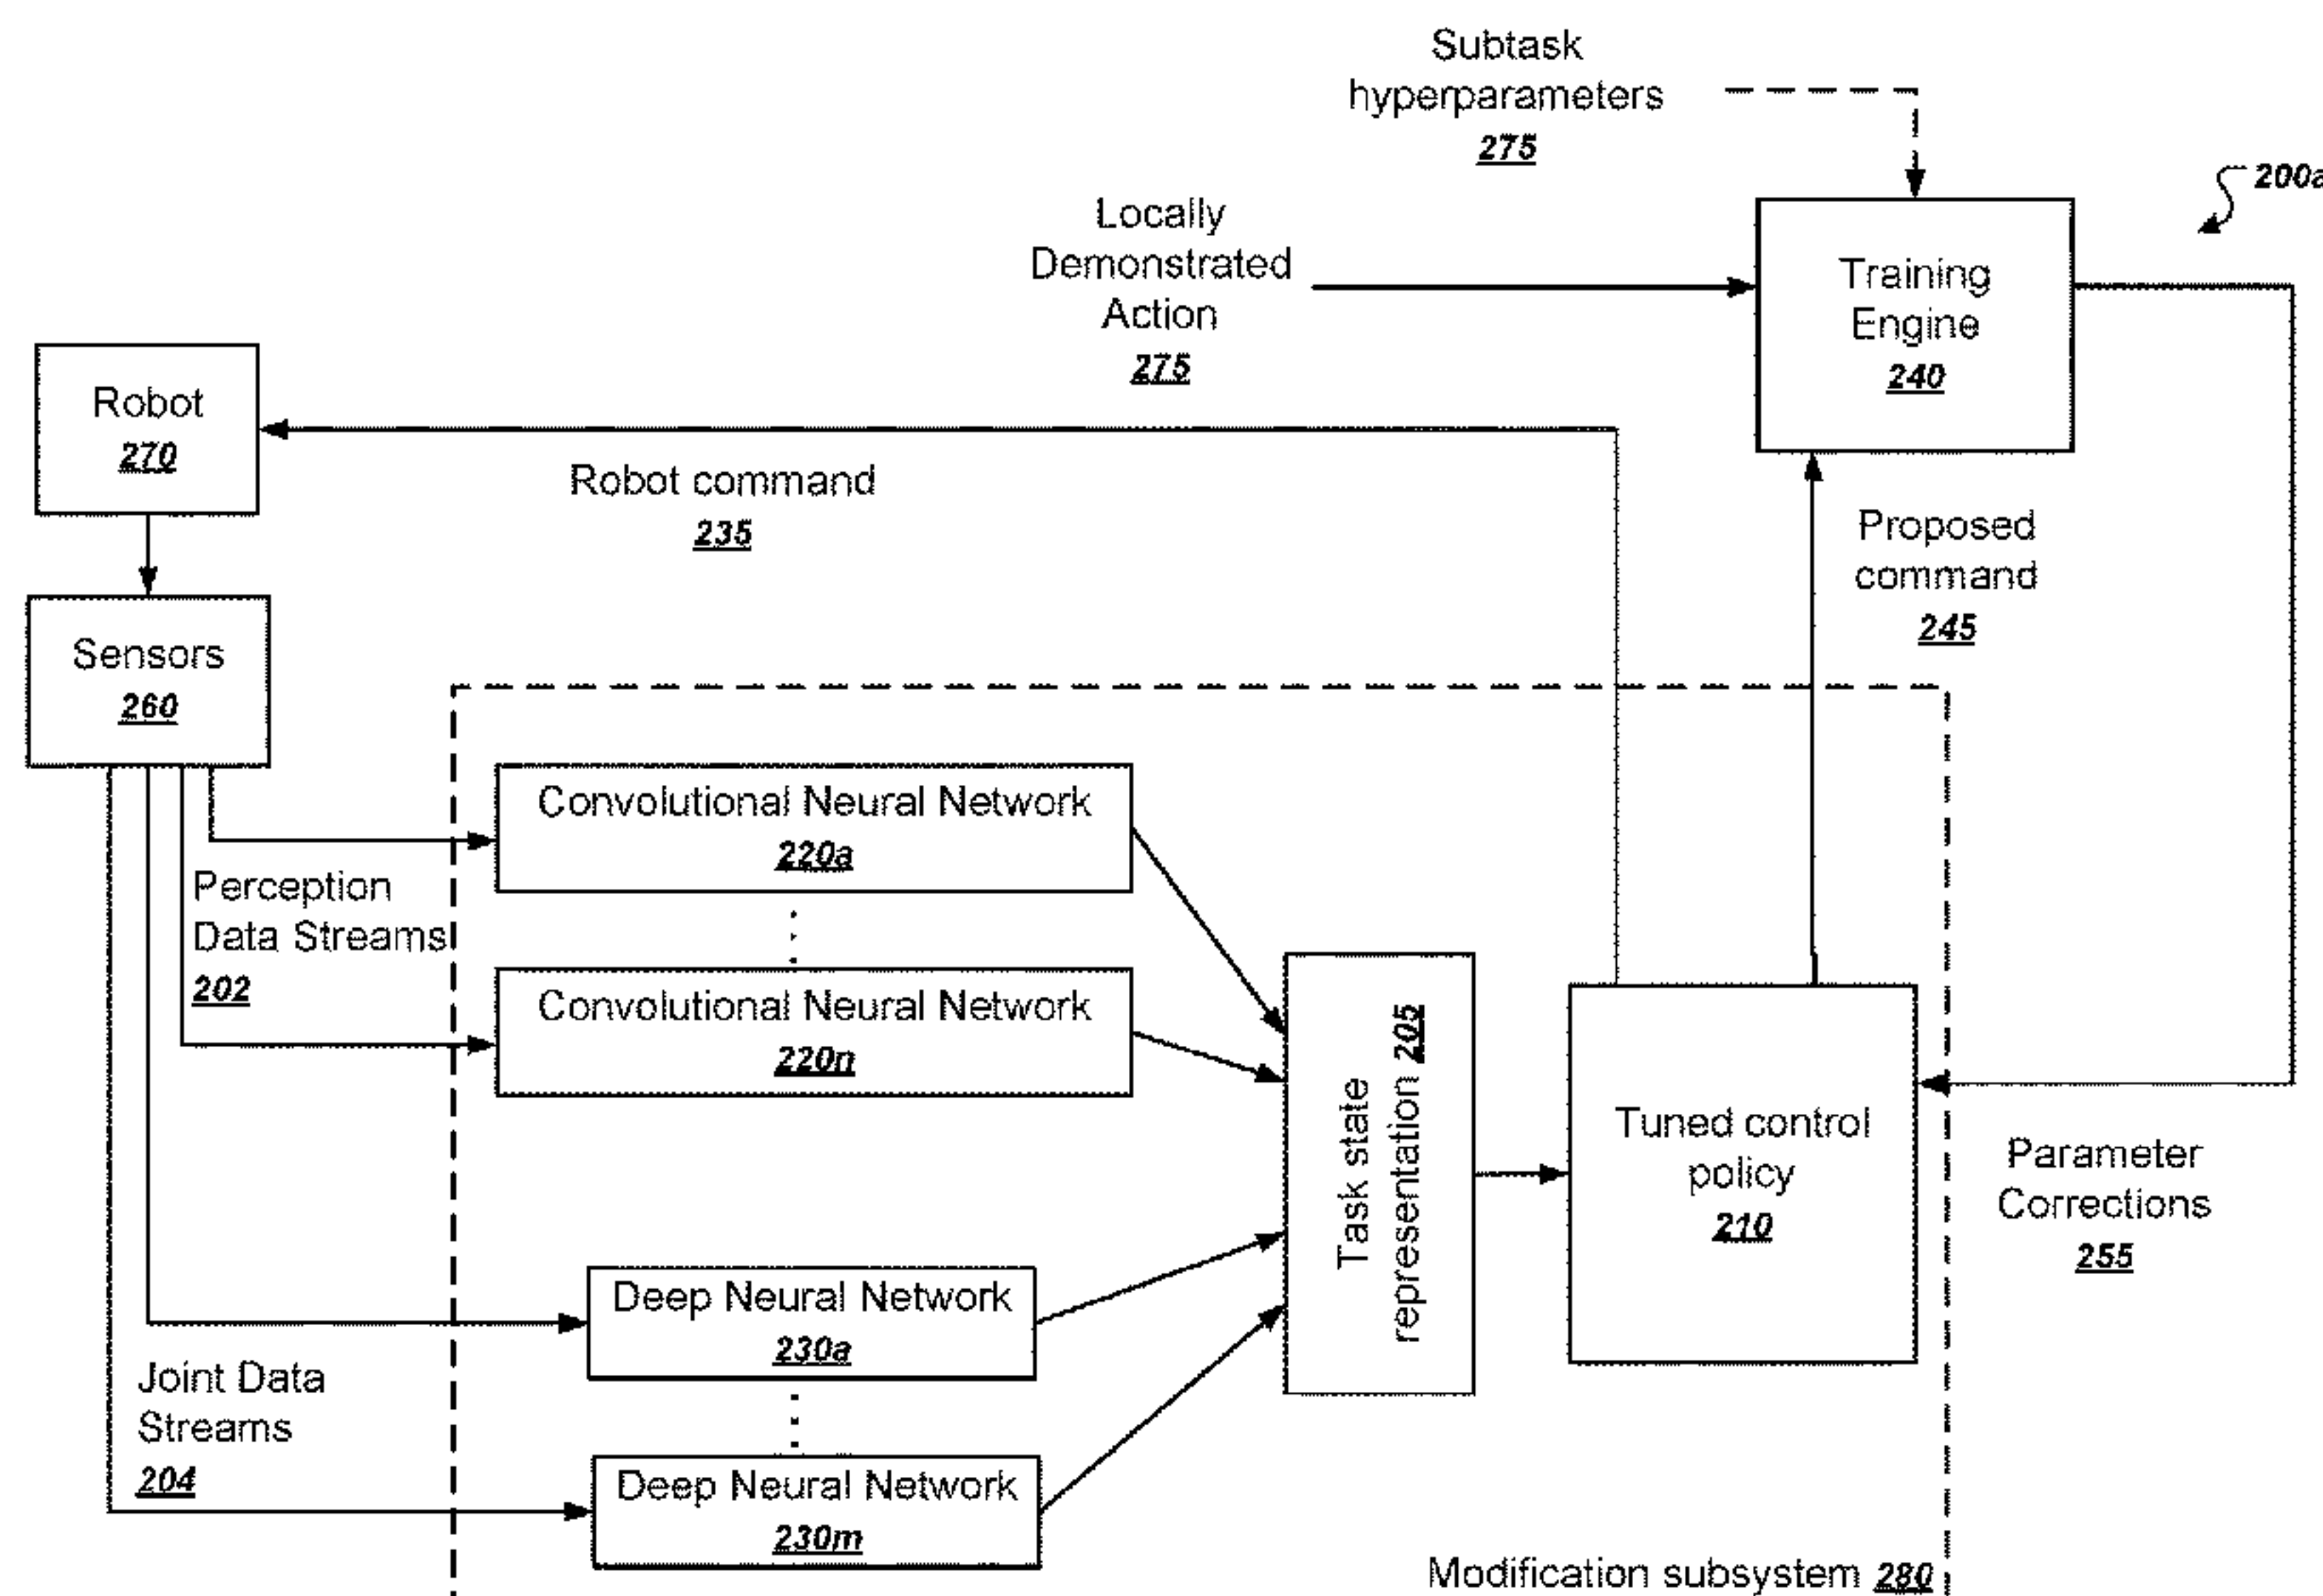 Subtask
hyperparameters
275
200a
Locally
Demonstrated
Action
275
Training
Engine
240
Robot
270
Robot command
235
Proposed
command
245
Sensors
260
Convolutional Neural Network
220a
Perception
Data Streams
202
Convolutional Neural Network
220n
Task state
representation 205
Tuned control
policy
210
Parameter
Corrections
255
Deep Neural Network
230a
Joint Data
Streams
204
Deep Neural Network
230m
Modification subsystem 280